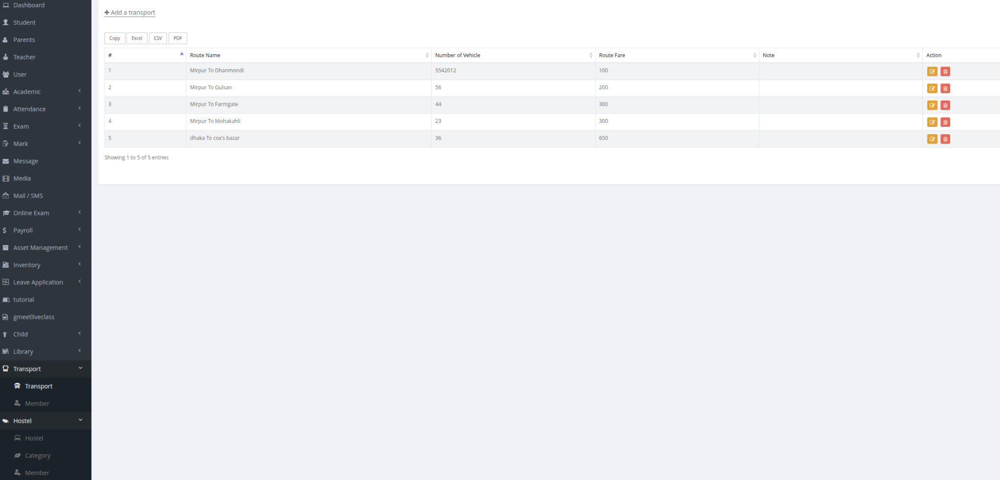 Dashboard
Student
Parents
Teacher
User
Academic
Attendance
Exam
Mark
Message
Media
Mail / SMS
Online Exam
Payroll
Asset Management
Inventory
Leave Application
tutorial
gmeetliveclass
Child
Library
Transport
Transport
Member
Hostel
Hostel
Category
Member
Add a transport
Copy Excel CSV PDF
# Route Name Number of Vehicle Route Fare Note Action
1 Mirpur To Dhanmondi 5542012 100
2 Mirpur To Gulsan 56 200
3 Mirpur To Farmgate 44 300
4 Mirpur To Mohakahli 23 300
5 dhaka To cox's bazar 36 650
Showing 1 to 5 of 5 entries